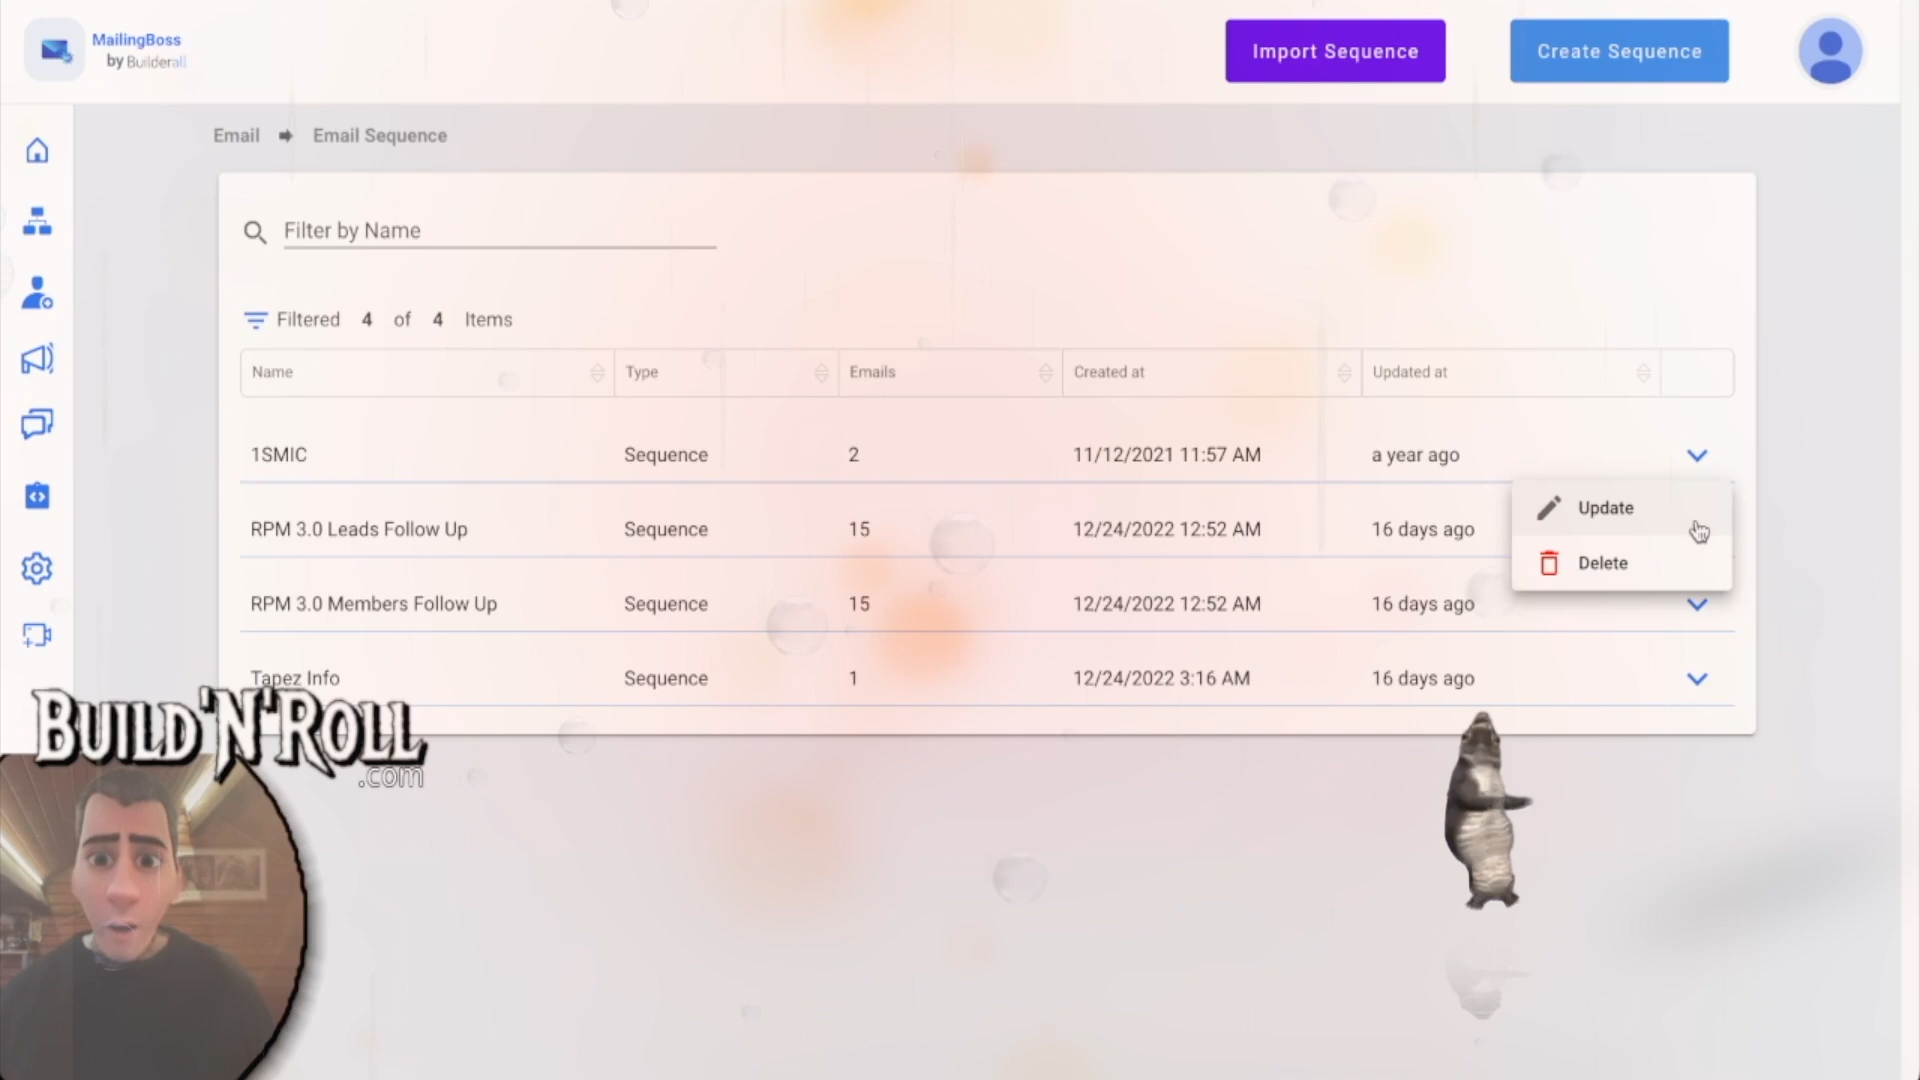 MailingBoss
by Builderall
Import Sequence
Create Sequence
Email
Email Sequence
Filter by Name
Filtered 4 of 4 Items
Name Type Emails Created at Updated at
1SMIC Sequence 2 11/12/2021 11:57 AM a year ago
Update
RPM 3.0 Leads Follow Up Sequence 15 12/24/2022 12:52 AM 16 days ago
Delete
RPM 3.0 Members Follow Up Sequence 15 12/24/2022 12:52 AM 16 days ago
Tapez Info Sequence 1 12/24/2022 3:16 AM 16 days ago
BUILD'N'ROLL
.com